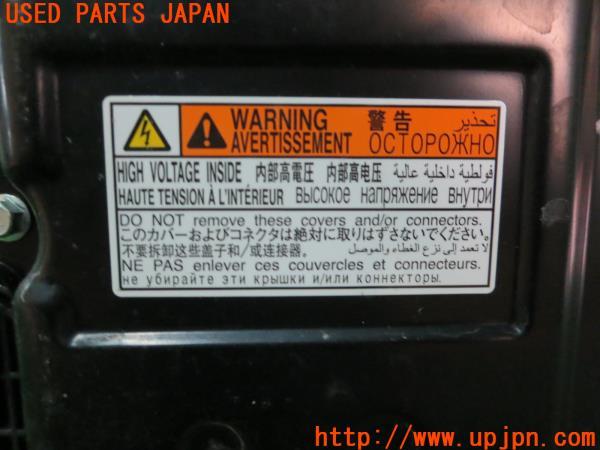 USED PARTS JAPAN
WARNING 警告 تحذير
AVERTISSEMENT ОСТОРОЖНО
HIGH VOLTAGE INSIDE 内部高電圧 内部高电压 فولطية داخلية عالية
HAUTE TENSION À L'INTÉRIEUR высокое напряжение внутри
DO NOT remove these covers and/or connectors.
このカバーおよびコネクタは絶対に取りはずさないでください。
不要拆卸这些盖子和/或连接器。 لا تعمد إلى نزع الغطاء والموصل.
NE PAS enlever ces couvercles et connecteurs.
не убирайте эти крышки и/или коннекторы.
UPJ
http://www.upjpn.com/